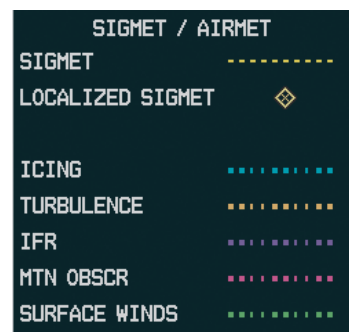 SIGMET / AIRMET
SIGMET
LOCALIZED SIGMET
ICING
TURBULENCE
IFR
MTN OBSCR
SURFACE WINDS